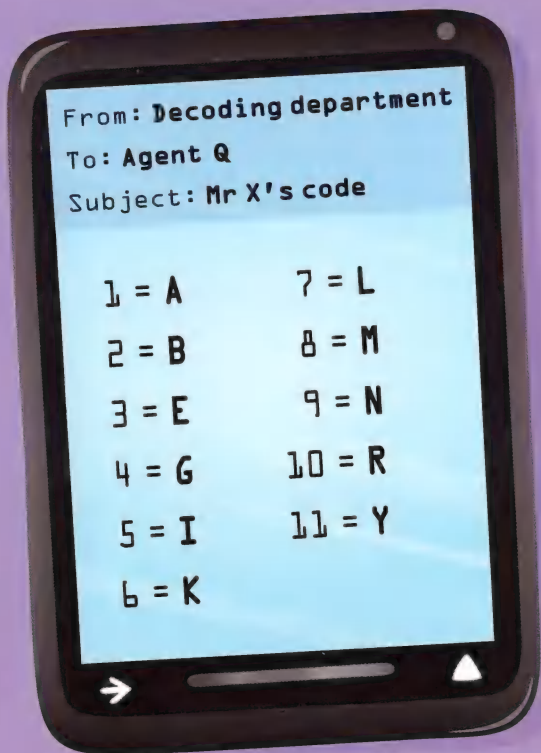 From: Decoding department
To: Agent Q
Subject: Mr X's code
1 = A
2 = B
3 = E
4 = G
5 = I
6 = K
7 = L
8 = M
9 = N
10 = R
11 = Y